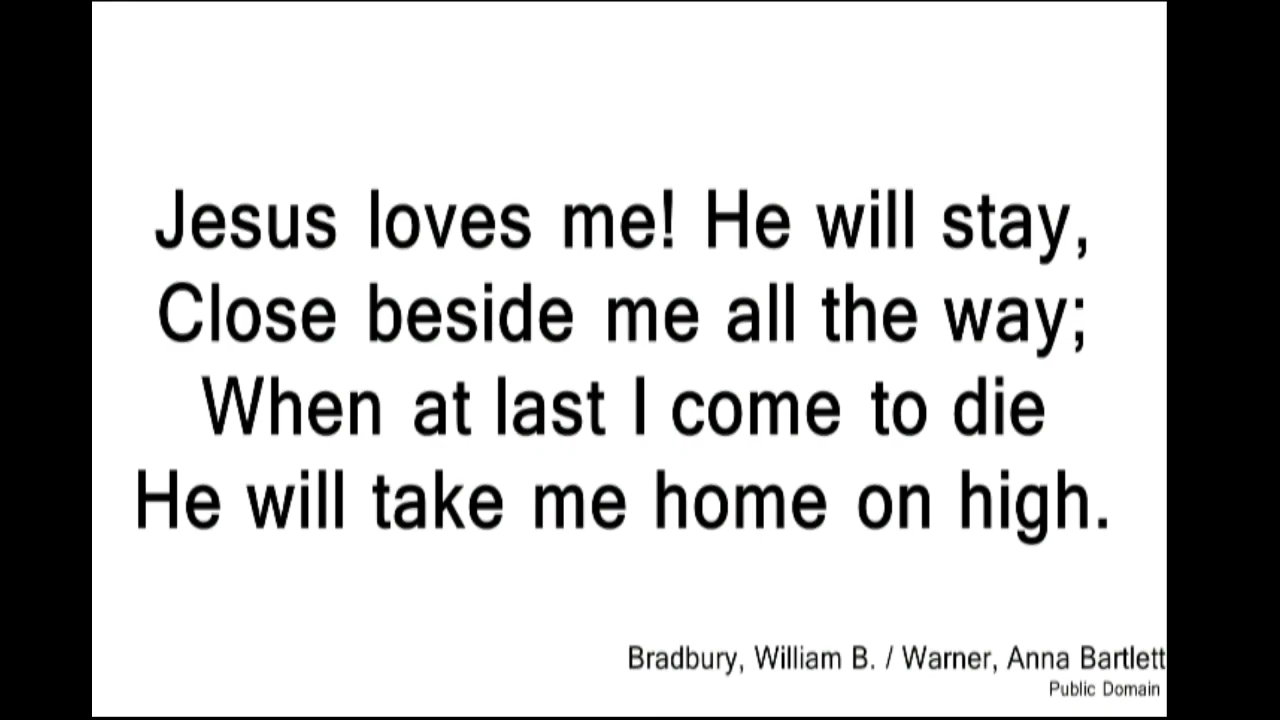 Jesus loves me! He will stay,
Close beside me all the way;
When at last I come to die
He will take me home on high.
Bradbury, William B. / Warner, Anna Bartlett
Public Domain